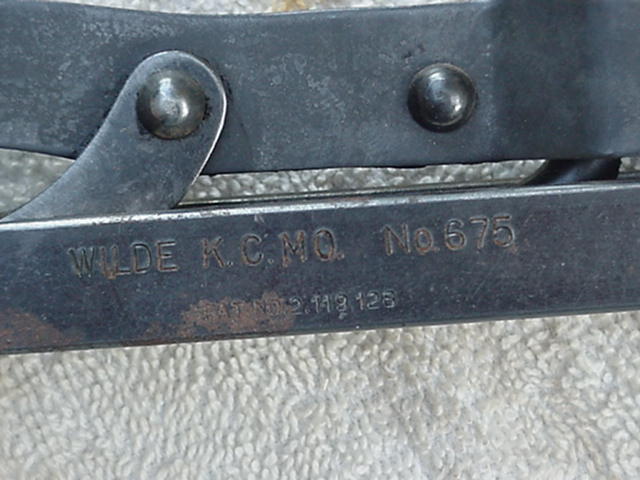 WILDE K.C.MO. No.675
PAT. NO. 2,119,126